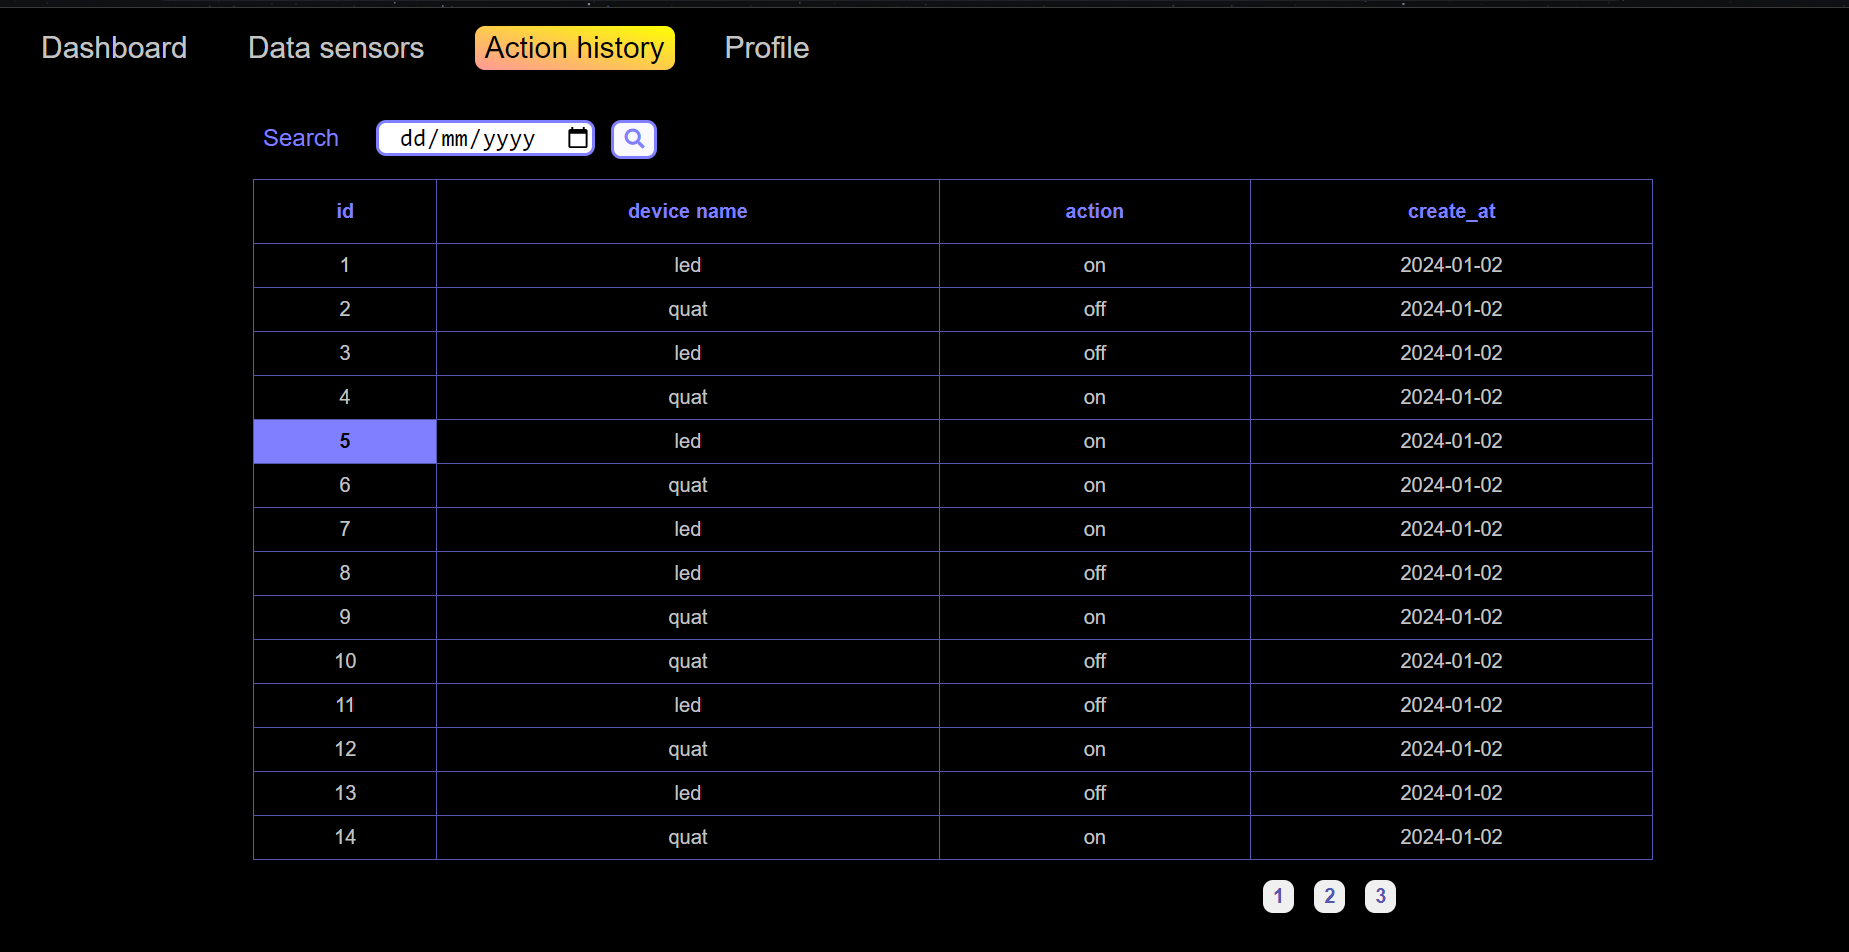 Dashboard Data sensors Action history Profile
Search dd/mm/yyyy
id device name action create_at
1 led on 2024-01-02
2 quat off 2024-01-02
3 led off 2024-01-02
4 quat on 2024-01-02
5 led on 2024-01-02
6 quat on 2024-01-02
7 led on 2024-01-02
8 led off 2024-01-02
9 quat on 2024-01-02
10 quat off 2024-01-02
11 led off 2024-01-02
12 quat on 2024-01-02
13 led off 2024-01-02
14 quat on 2024-01-02
1 2 3